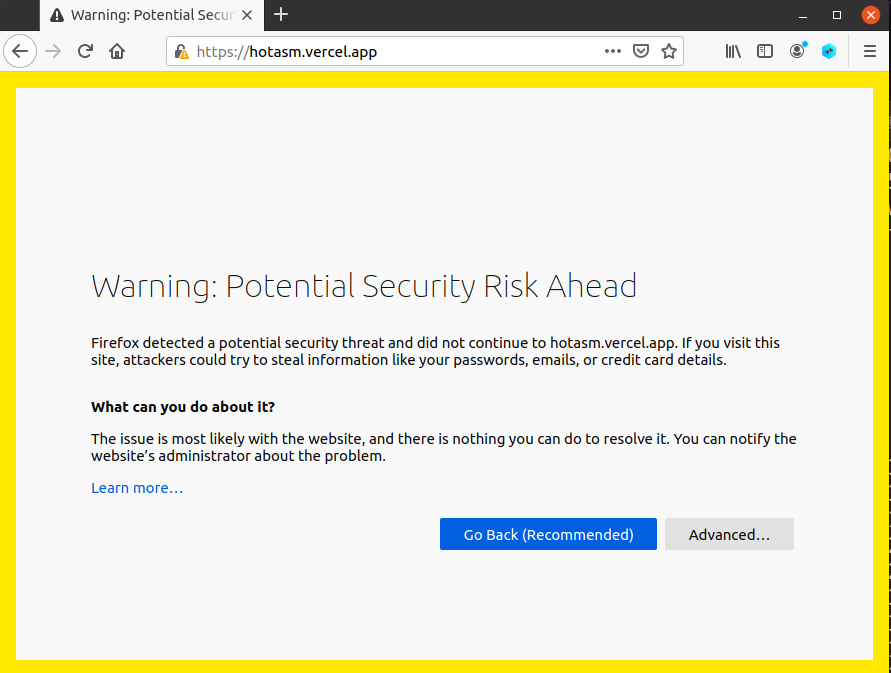 Warning: Potential Secur
https://hotasm.vercel.app
Warning: Potential Security Risk Ahead
Firefox detected a potential security threat and did not continue to hotasm.vercel.app. If you visit this
site, attackers could try to steal information like your passwords, emails, or credit card details.
What can you do about it?
The issue is most likely with the website, and there is nothing you can do to resolve it. You can notify the
website’s administrator about the problem.
Learn more…
Go Back (Recommended)
Advanced…